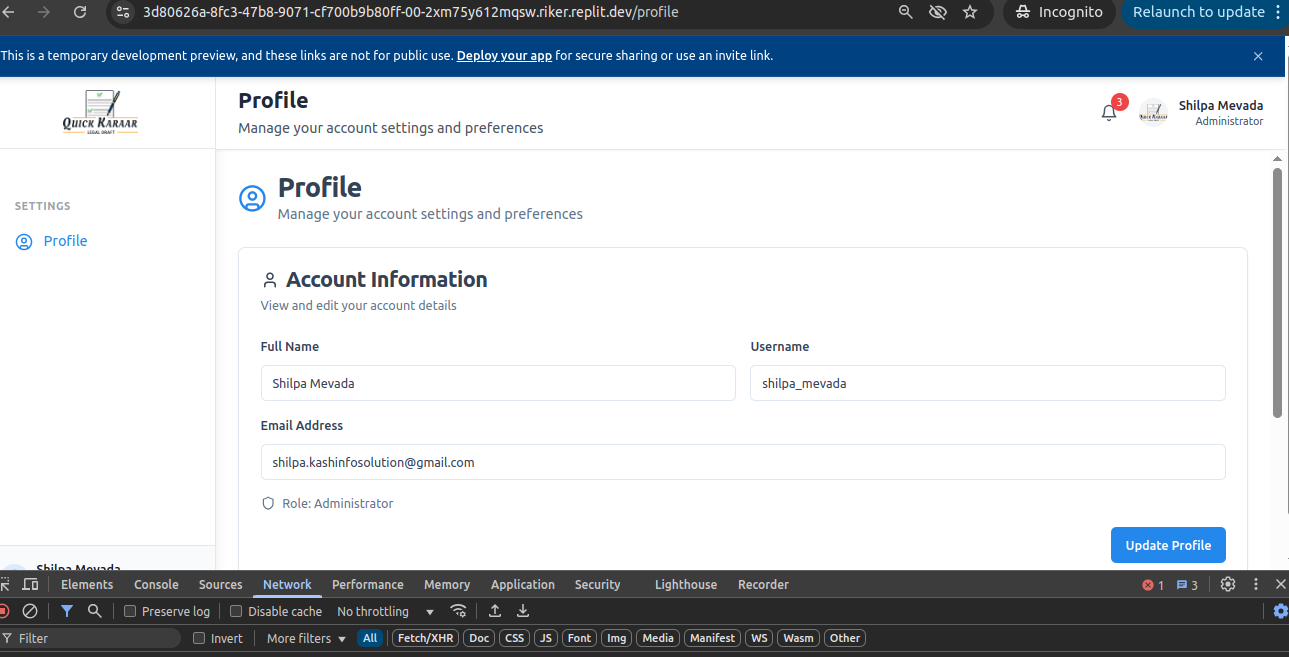 3d80626a-8fc3-47b8-9071-cf700b9b80ff-00-2xm75y612mqsw.riker.replit.dev/profile
Incognito
Relaunch to update
This is a temporary development preview, and these links are not for public use. Deploy your app for secure sharing or use an invite link.
QUICK KARAAR
LEGAL DRAFT
Profile
Manage your account settings and preferences
3
Shilpa Mevada
Administrator
SETTINGS
Profile
Profile
Manage your account settings and preferences
Account Information
View and edit your account details
Full Name
Username
Shilpa Mevada
shilpa_mevada
Email Address
shilpa.kashinfosolution@gmail.com
Role: Administrator
Update Profile
Shilpa Mevada
Elements Console Sources Network Performance Memory Application Security Lighthouse Recorder 1 3
Preserve log Disable cache No throttling
Filter Invert More filters All Fetch/XHR Doc CSS JS Font Img Media Manifest WS Wasm Other